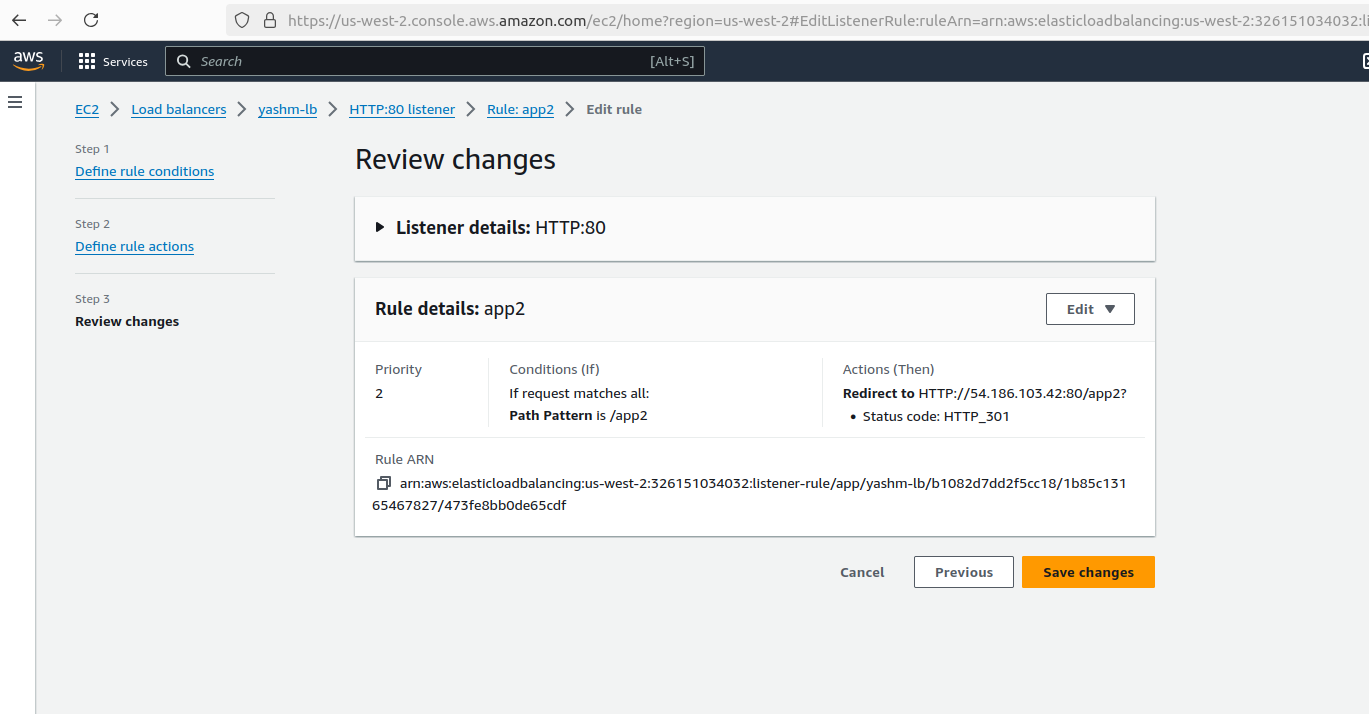 https://us-west-2.console.aws.amazon.com/ec2/home?region=us-west-2#EditListenerRule:ruleArn=arn:aws:elasticloadbalancing:us-west-2:326151034032:li
aws
Services
Search
[Alt+S]
EC2 > Load balancers > yashm-lb > HTTP:80 listener > Rule: app2 > Edit rule
Step 1
Define rule conditions
Step 2
Define rule actions
Step 3
Review changes
Review changes
Listener details: HTTP:80
Rule details: app2
Edit
Priority
2
Conditions (If)
If request matches all:
Path Pattern is /app2
Actions (Then)
Redirect to HTTP://54.186.103.42:80/app2?
• Status code: HTTP_301
Rule ARN
arn:aws:elasticloadbalancing:us-west-2:326151034032:listener-rule/app/yashm-lb/b1082d7dd2f5cc18/1b85c131
65467827/473fe8bb0de65cdf
Cancel
Previous
Save changes